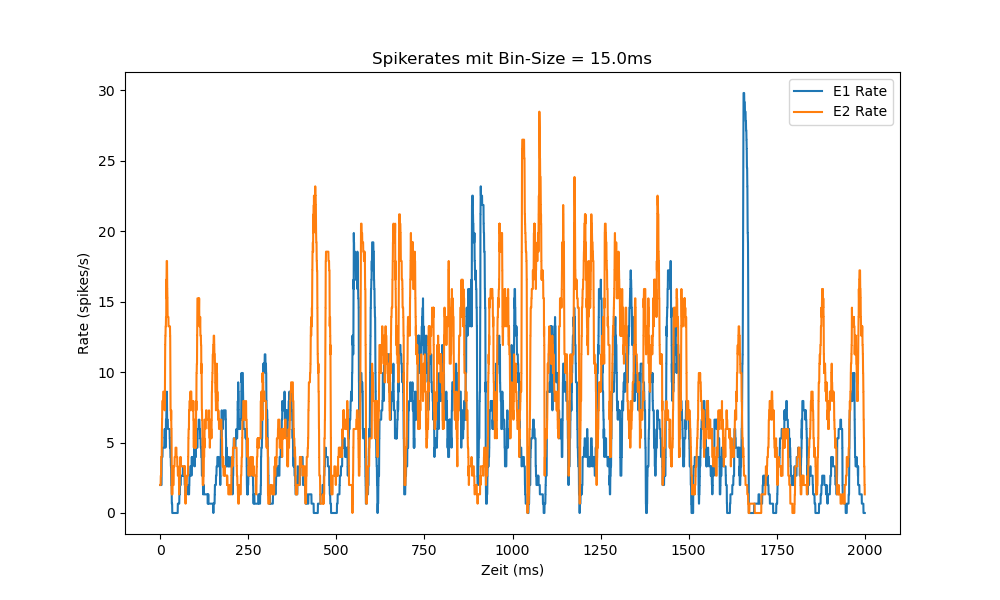 Spikerates mit Bin-Size = 15.0ms
E1 Rate
E2 Rate
Rate (spikes/s)
30
25
20
15
10
5
0
0 250 500 750 1000 1250 1500 1750 2000
Zeit (ms)